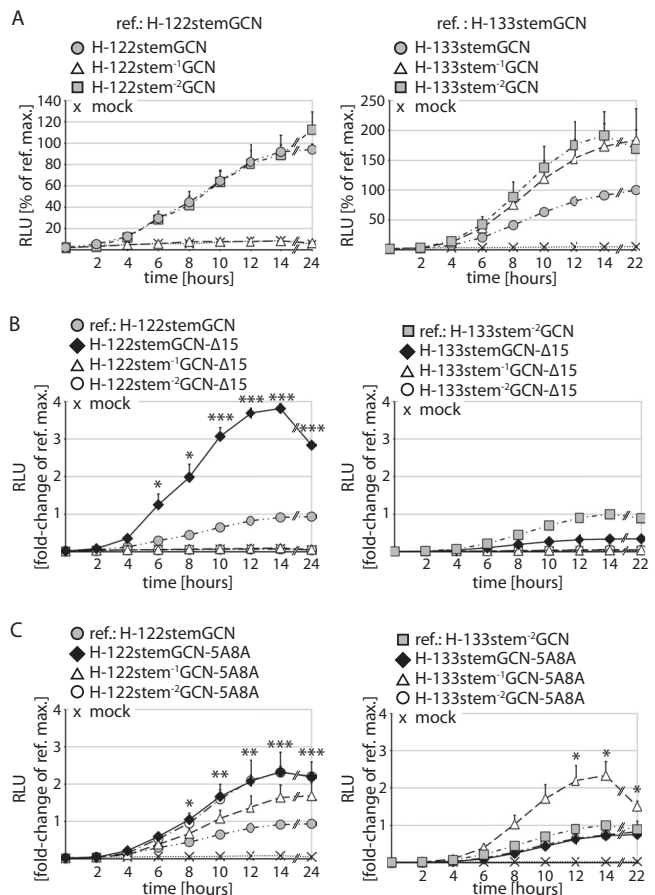 A
ref.: H-122stemGCN
H-122stemGCN
H-122stem⁻¹GCN
H-122stem⁻²GCN
x mock
RLU [% of ref. max.]
140
120
100
80
60
40
20
2 4 6 8 10 12 14 24
time [hours]
ref. : H-133stemGCN
H-133stemGCN
H-133stem⁻¹GCN
H-133stem⁻²GCN
x mock
RLU [% of ref. max.]
250
200
150
100
50
2 4 6 8 10 12 14 22
time [hours]
B
ref.: H-122stemGCN
H-122stemGCN-Δ15
H-122stem⁻¹GCN-Δ15
H-122stem⁻²GCN-Δ15
x mock
RLU
[fold-change of ref. max.]
4
3
2
1
* * *** *** *** ***
2 4 6 8 10 12 14 24
time [hours]
ref.: H-133stem⁻²GCN
H-133stemGCN-Δ15
H-133stem⁻¹GCN-Δ15
H-133stem⁻²GCN-Δ15
x mock
RLU
[fold-change of ref. max.]
4
3
2
1
2 4 6 8 10 12 14 22
time [hours]
C
ref.: H-122stemGCN
H-122stemGCN-5A8A
H-122stem⁻¹GCN-5A8A
H-122stem⁻²GCN-5A8A
x mock
RLU
[fold-change of ref. max.]
4
3
2
1
* ** ** *** ***
2 4 6 8 10 12 14 24
time [hours]
ref.: H-133stem⁻²GCN
H-133stemGCN-5A8A
H-133stem⁻¹GCN-5A8A
H-133stem⁻²GCN-5A8A
x mock
RLU
[fold-change of ref. max.]
4
3
2
1
* * *
2 4 6 8 10 12 14 22
time [hours]